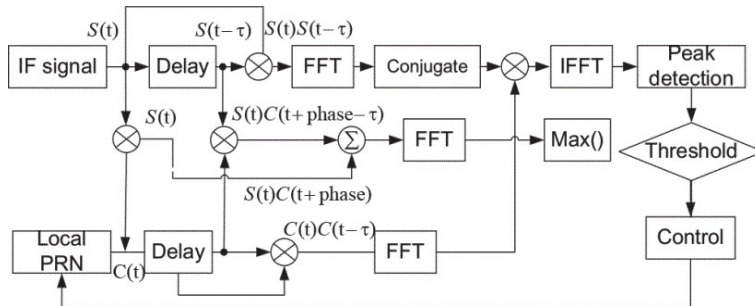 S(t)
S(t−τ)
S(t)S(t−τ)
IF signal
Delay
FFT
Conjugate
IFFT
Peak
detection
S(t)
S(t)C(t+phase−τ)
Σ
FFT
Max()
Threshold
S(t)C(t+phase)
Local
PRN
C(t)
Delay
C(t)C(t−τ)
FFT
Control